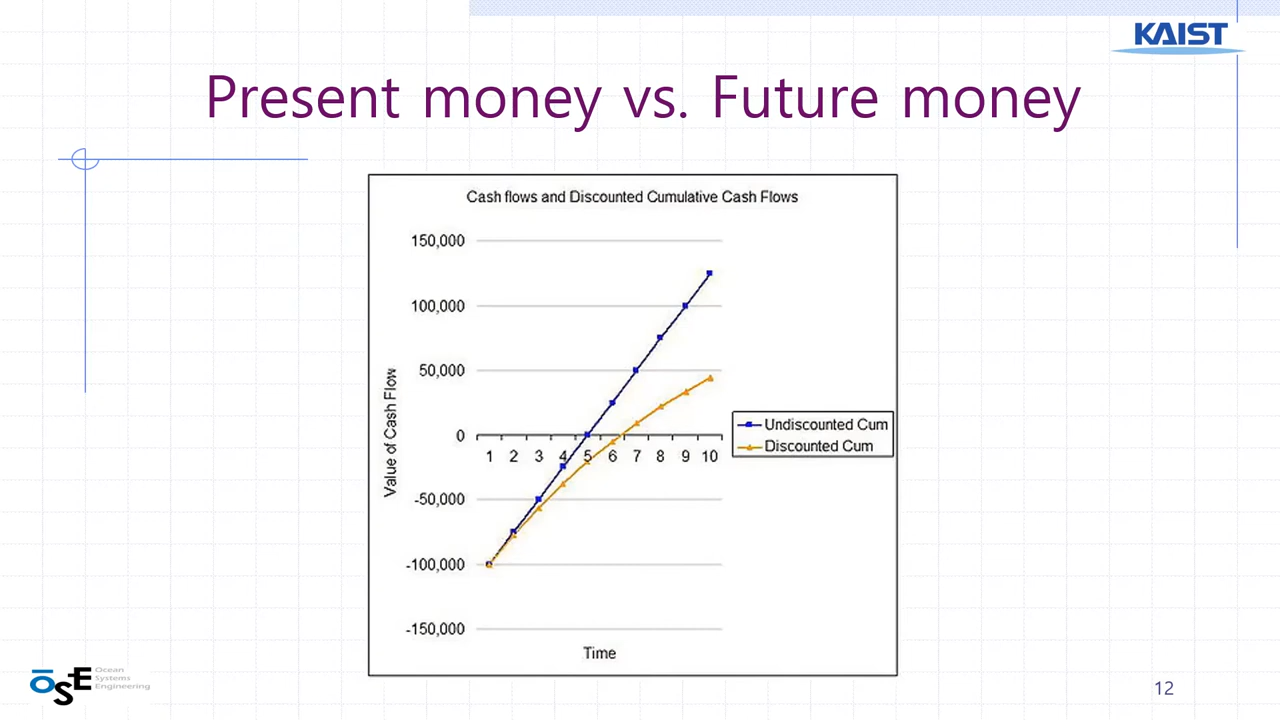 KAIST
Present money vs. Future money
Cash flows and Discounted Cumulative Cash Flows
150,000
100,000
50,000
0
-50,000
-100,000
-150,000
Value of Cash Flow
1 2 3 4 5 6 7 8 9 10
Time
Undiscounted Cum
Discounted Cum
OSE
Ocean
Systems
Engineering
12